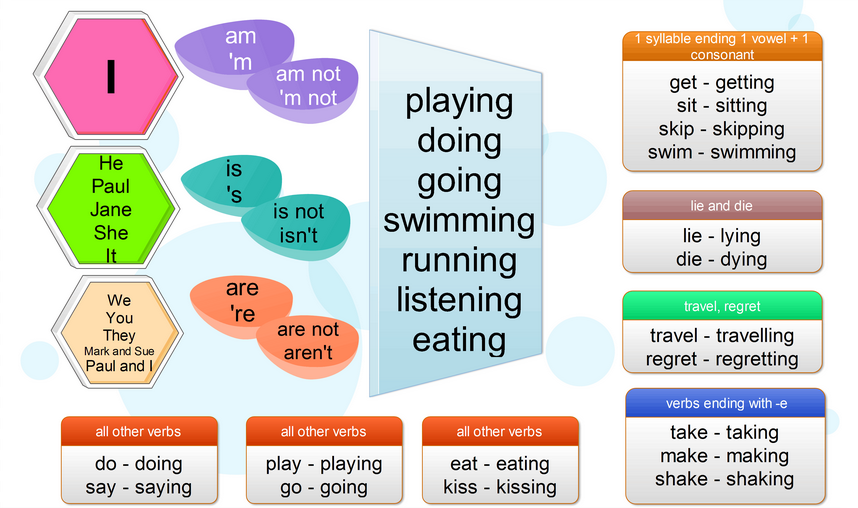 I
am
'm
am not
'm not
He
Paul
Jane
She
It
is
's
is not
isn't
We
You
They
Mark and Sue
Paul and I
are
're
are not
aren't
playing
doing
going
swimming
running
listening
eating
1 syllable ending 1 vowel + 1
consonant
get - getting
sit - sitting
skip - skipping
swim - swimming
lie and die
lie - lying
die - dying
travel, regret
travel - travelling
regret - regretting
verbs ending with -e
take - taking
make - making
shake - shaking
all other verbs
do - doing
say - saying
all other verbs
play - playing
go - going
all other verbs
eat - eating
kiss - kissing